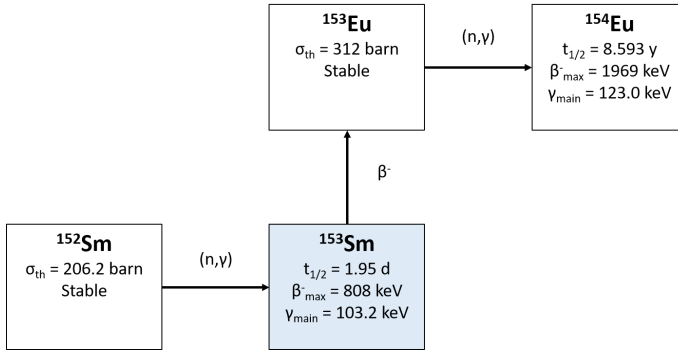 ¹⁵³Eu
σth = 312 barn
Stable
(n,γ)
¹⁵⁴Eu
t1/2 = 8.593 y
β⁻max = 1969 keV
γmain = 123.0 keV
β⁻
¹⁵²Sm
σth = 206.2 barn
Stable
(n,γ)
¹⁵³Sm
t1/2 = 1.95 d
β⁻max = 808 keV
γmain = 103.2 keV